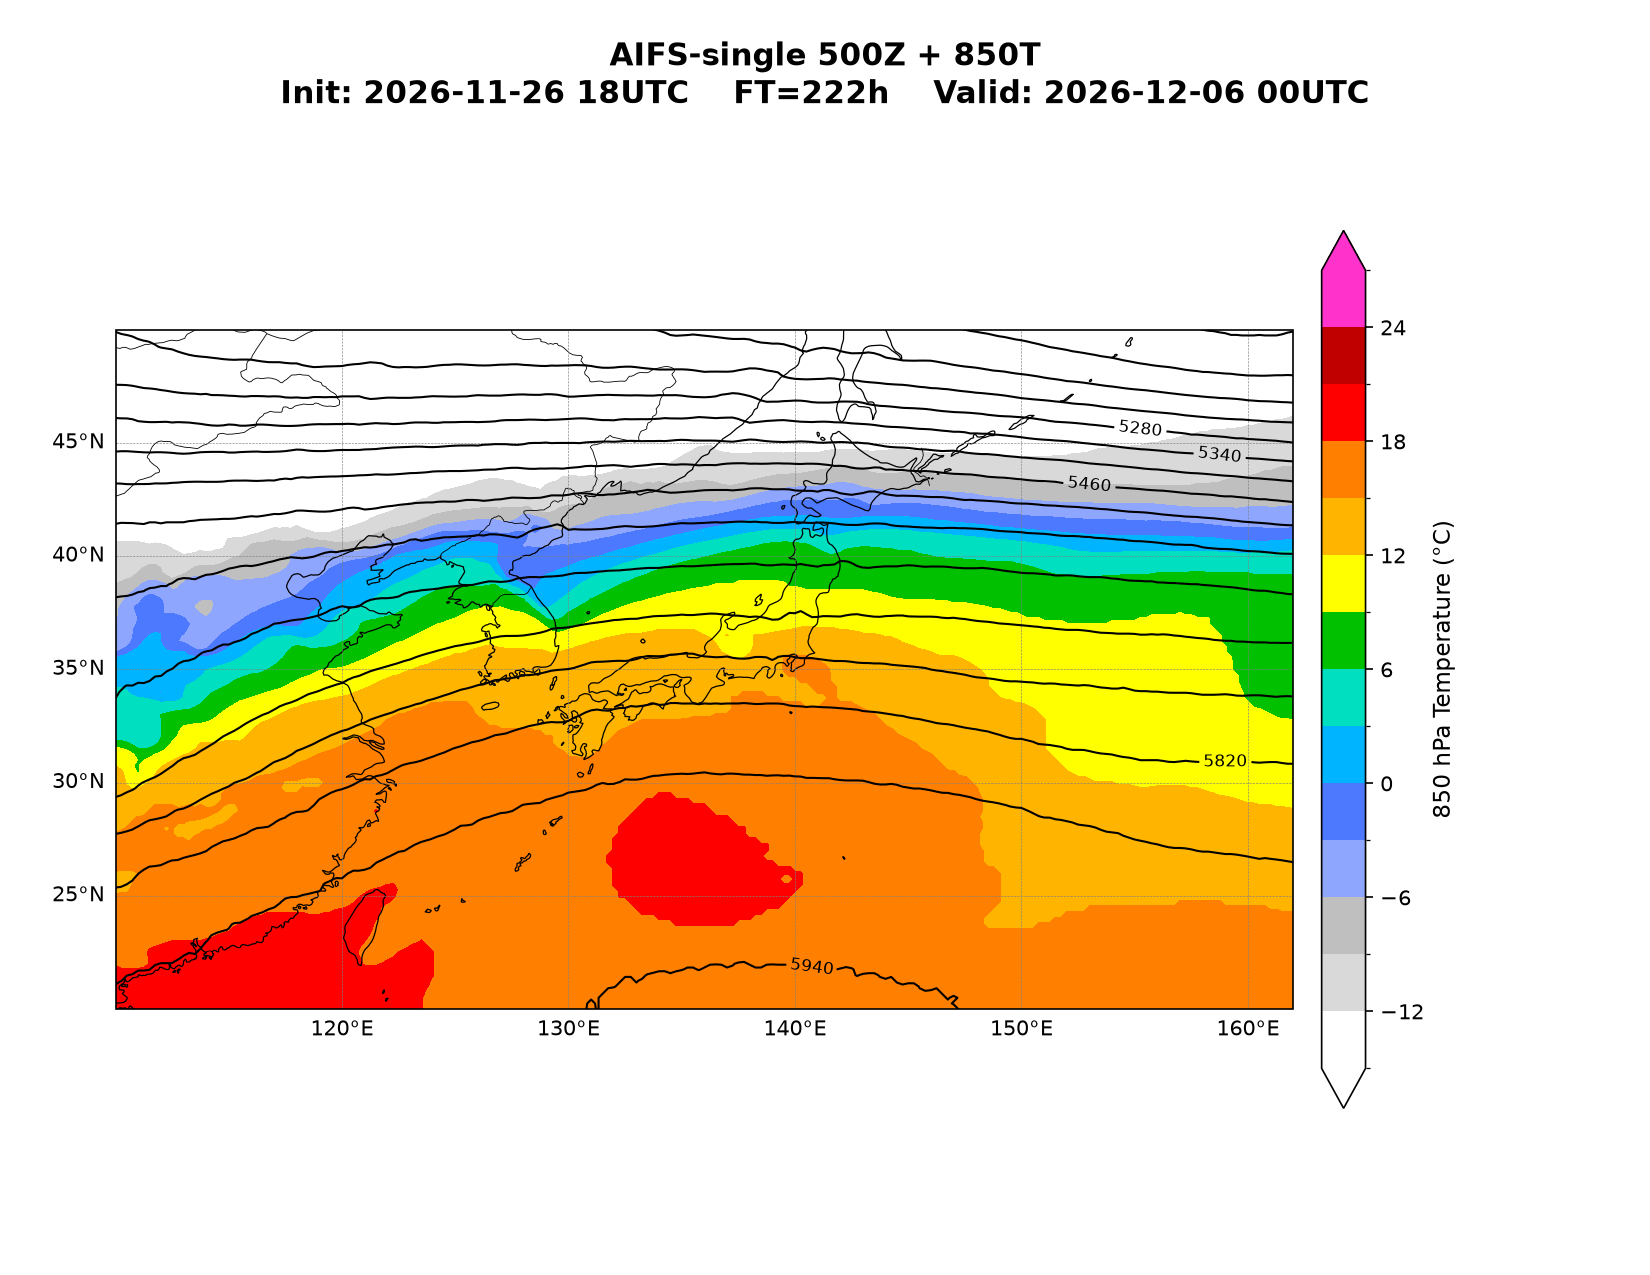 AIFS-single 500Z + 850T
Init: 2026-11-26 18UTC    FT=222h    Valid: 2026-12-06 00UTC
24
18
12
6
0
−6
−12
850 hPa Temperature (°C)
45°N
40°N
35°N
30°N
25°N
5280
5340
5460
5820
5940
120°E
130°E
140°E
150°E
160°E